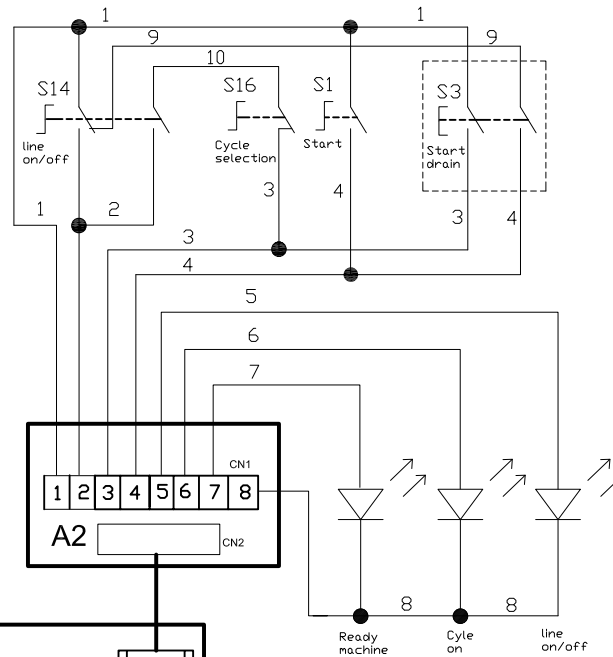 1 1
9 9
10
S14 S16 S1 S3
line
on/off
Cycle
selection
Start
Start
drain
1 2 3 4 3 4
3
4
5
6
7
CN1
1 2 3 4 5 6 7 8
A2
CN2
8 8
Ready
machine
Cyle
on
line
on/off